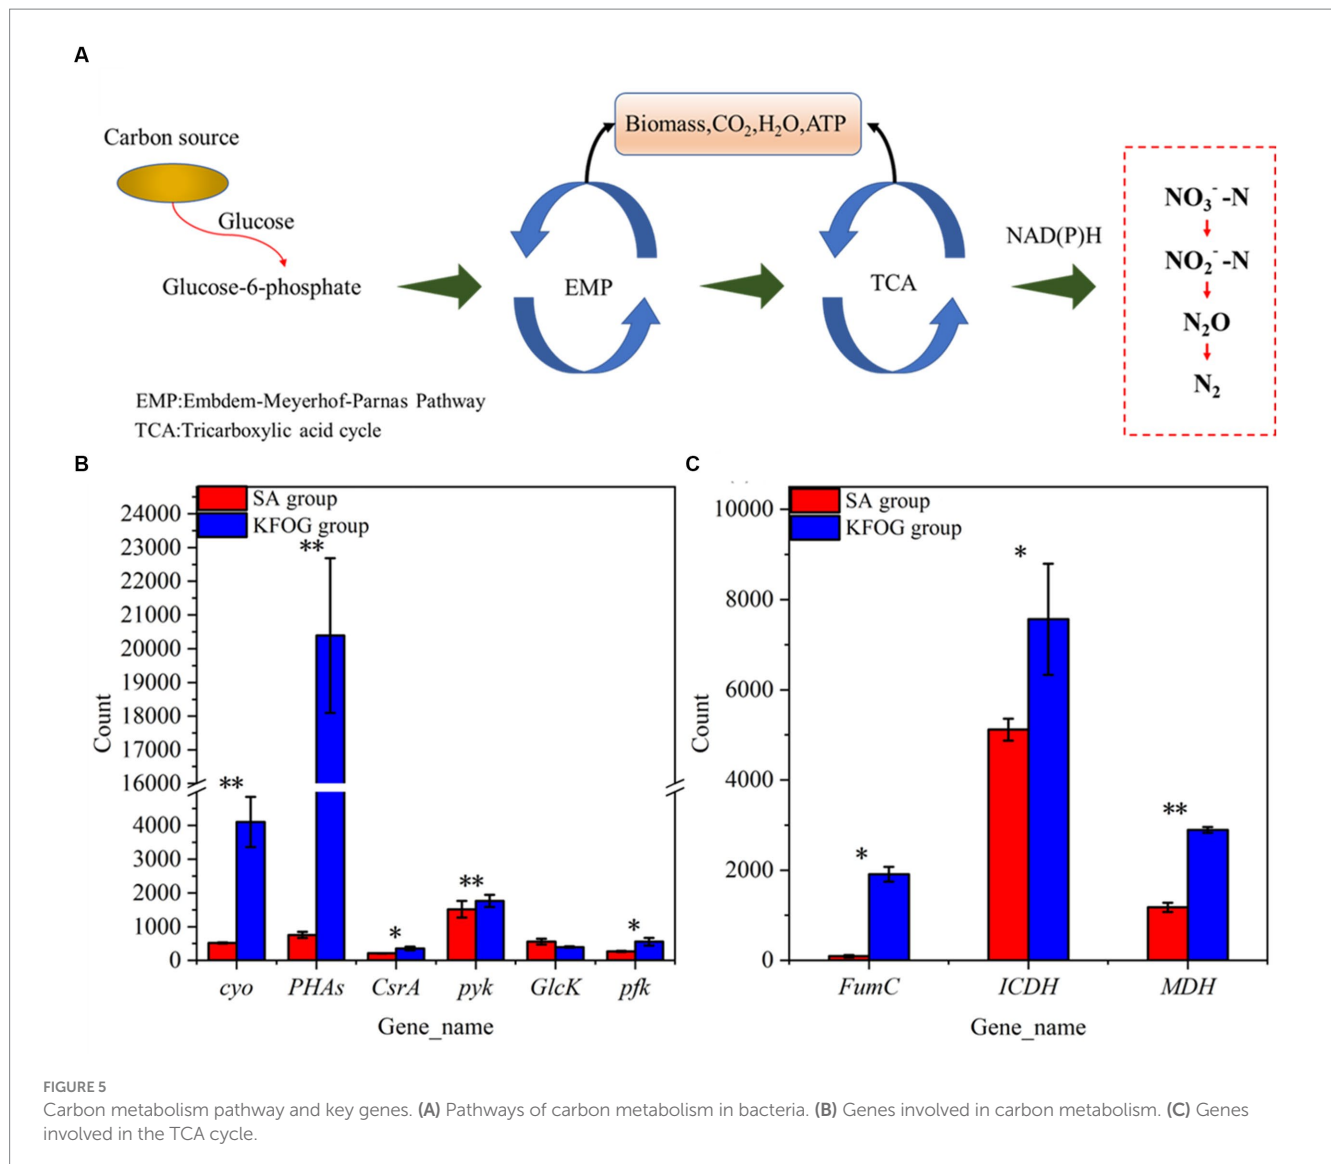 A
Carbon source
Glucose
Glucose-6-phosphate
EMP
Biomass,CO₂,H₂O,ATP
TCA
NAD(P)H
NO₃⁻-N
NO₂⁻-N
N₂O
N₂
EMP:Embdem-Meyerhof-Parnas Pathway
TCA:Tricarboxylic acid cycle
B
SA group
KFOG group
24000
23000
22000
21000
20000
19000
18000
17000
16000
4000
3000
2000
1000
0
Count
**
**
*
**
*
cyo PHAs CsrA pyk GlcK pfk
Gene_name
C
SA group
KFOG group
10000
8000
6000
4000
2000
0
Count
*
*
**
FumC ICDH MDH
Gene_name
FIGURE 5
Carbon metabolism pathway and key genes. (A) Pathways of carbon metabolism in bacteria. (B) Genes involved in carbon metabolism. (C) Genes
involved in the TCA cycle.